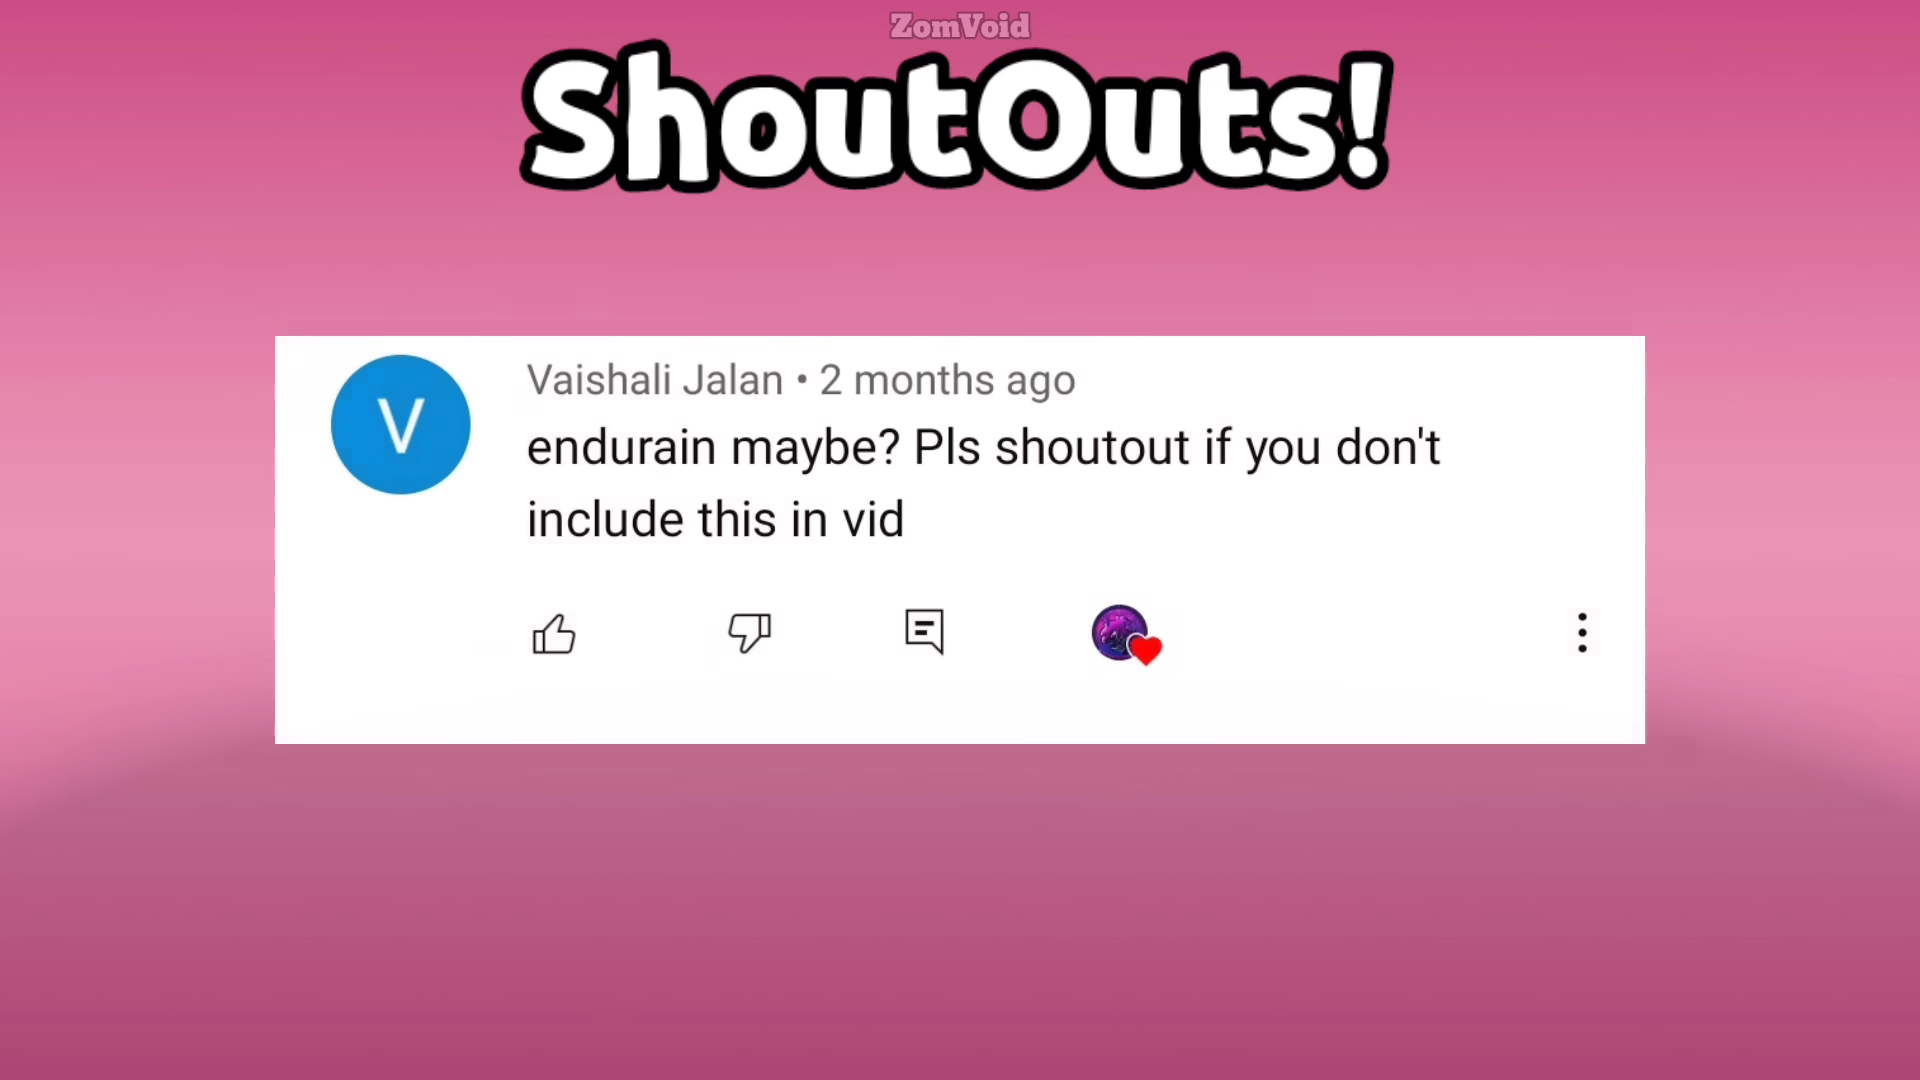 ZomVoid
ShoutOuts!
V
Vaishali Jalan • 2 months ago
endurain maybe? Pls shoutout if you don't
include this in vid